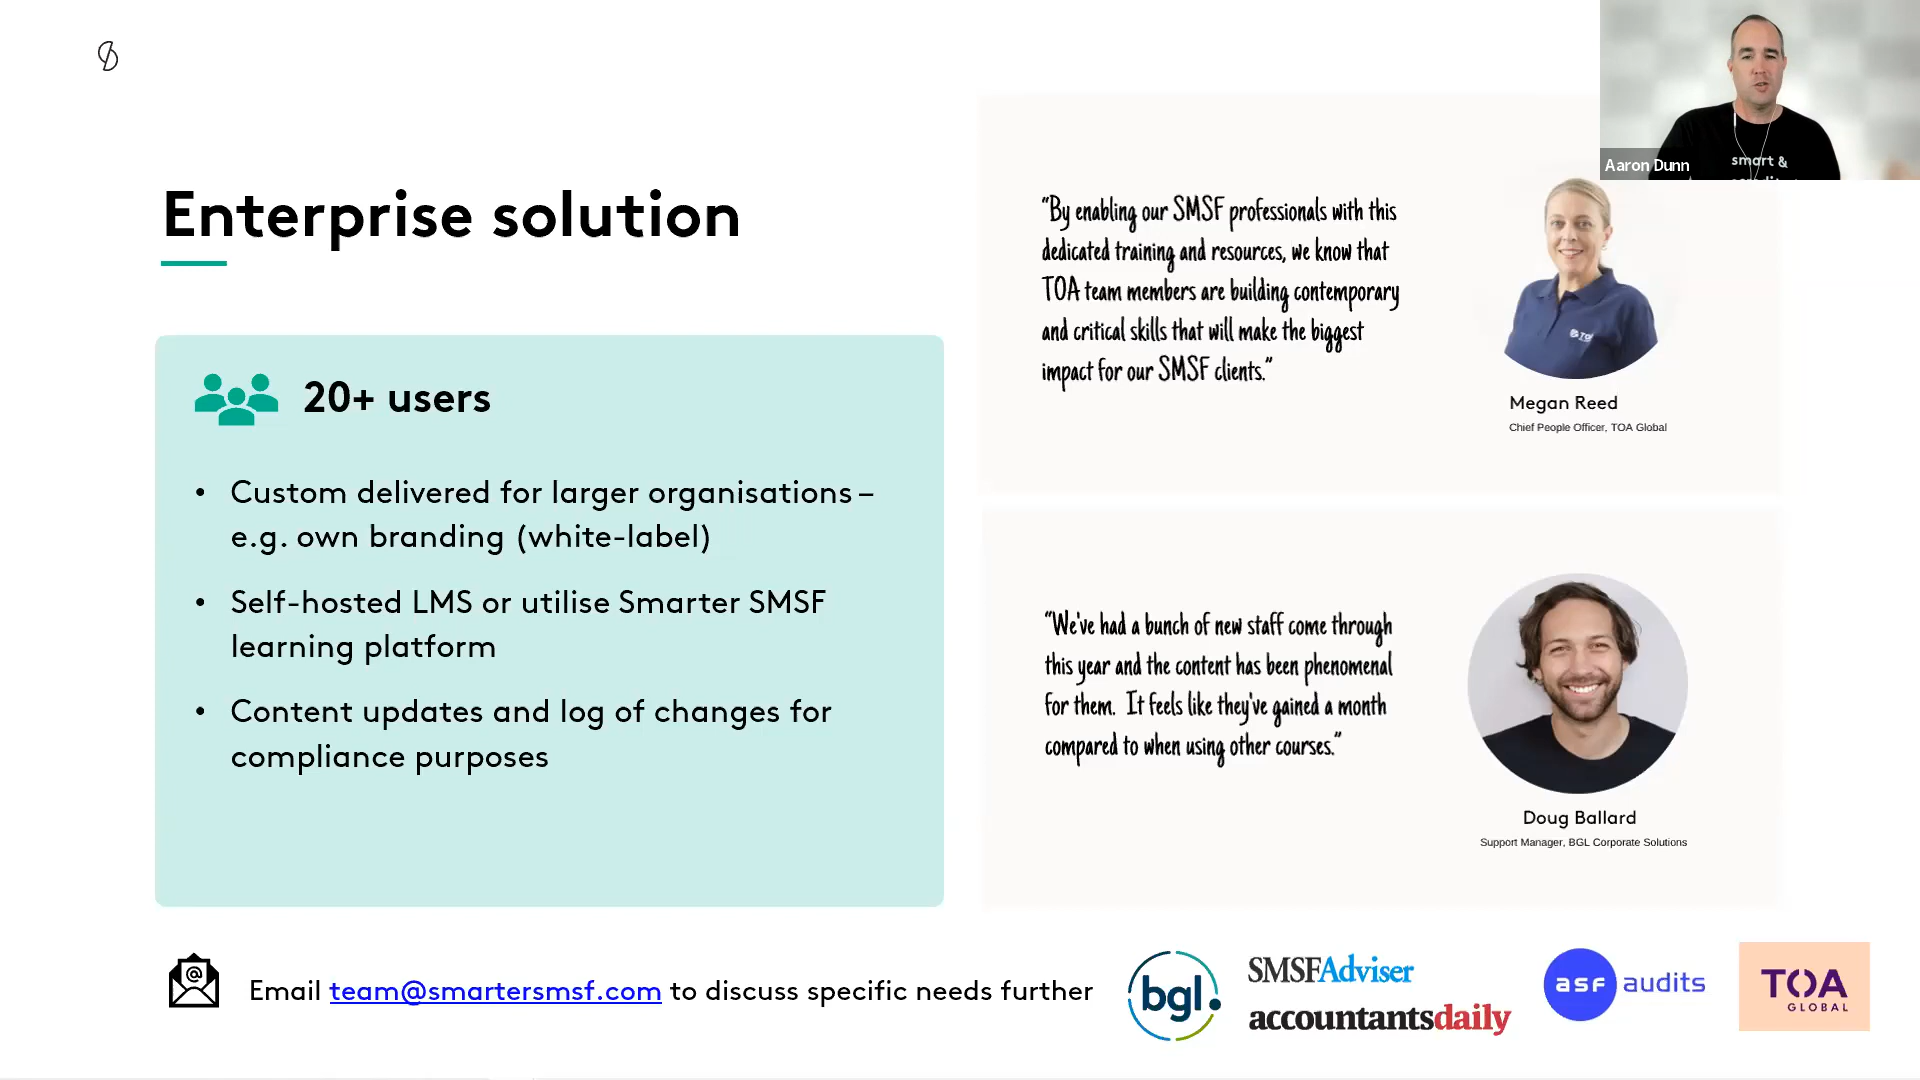 Enterprise solution
20+ users
• Custom delivered for larger organisations –
e.g. own branding (white-label)
• Self-hosted LMS or utilise Smarter SMSF
learning platform
• Content updates and log of changes for
compliance purposes
Email team@smartersmsf.com to discuss specific needs further
"By enabling our SMSF professionals with this
dedicated training and resources, we know that
TOA team members are building contemporary
and critical skills that will make the biggest
impact for our SMSF clients."
Megan Reed
Chief People Officer, TOA Global
"We've had a bunch of new staff come through
this year and the content has been phenomenal
for them. It feels like they've gained a month
compared to when using other courses."
Doug Ballard
Support Manager, BGL Corporate Solutions
bgl.
SMSFAdviser
accountantsdaily
asf audits
TOA
GLOBAL
Aaron Dunn
smart &